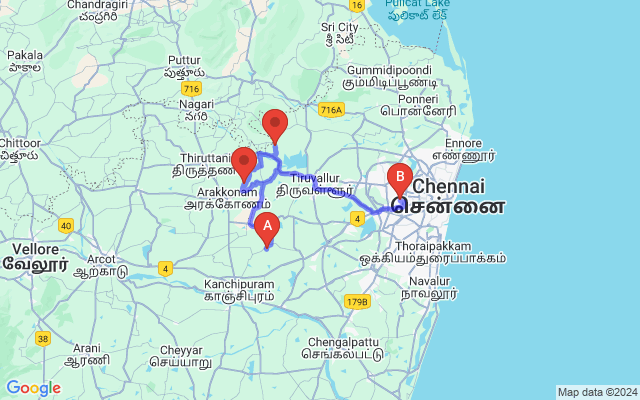 Chandragiri
చంద్రగిరి
16
Pulicat Lake
పులికాట్ లేక్
Sri City
శ్రీ సిటీ
Pakala
పాకాల
Puttur
పుత్తూరు
Gummidipoondi
கும்மிடிப்பூண்டி
716
Ponneri
பொன்னேரி
Nagari
నగరి
716A
Chittoor
చిత్తూరు
Ennore
எண்ணூர்
Thiruttani
திருத்தணி
Tiruvallur
திருவள்ளூர்
B
Chennai
சென்னை
Arakkonam
அரக்கோணம்
A
4
40
Vellore
வேலூர்
Arcot
ஆற்காடு
4
Thoraipakkam
ஒக்கியம்துரைப்பாக்கம்
Kanchipuram
காஞ்சிபுரம்
Navalur
நாவலூர்
179B
38
Arani
ஆரணி
Cheyyar
செய்யாறு
Chengalpattu
செங்கல்பட்டு
Google
Map data ©2024